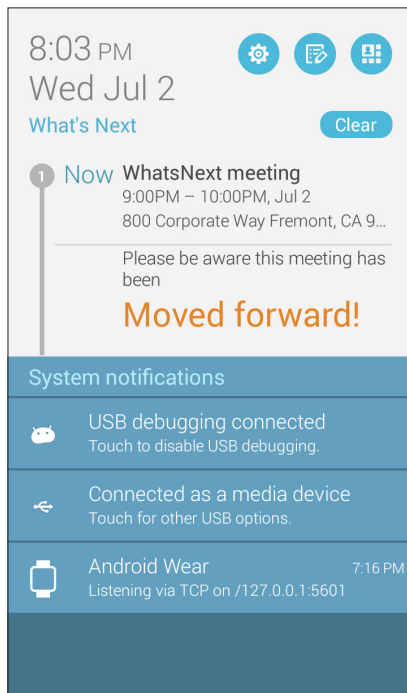 8:03 PM
Wed Jul 2
What's Next
Clear
1 Now WhatsNext meeting
9:00PM – 10:00PM, Jul 2
800 Corporate Way Fremont, CA 9...
Please be aware this meeting has
been
Moved forward!
System notifications
USB debugging connected
Touch to disable USB debugging.
Connected as a media device
Touch for other USB options.
Android Wear 7:16 PM
Listening via TCP on /127.0.0.1:5601